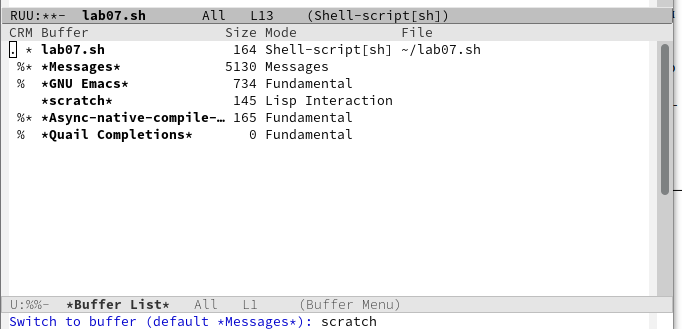 RUU:**-  lab07.sh       All   L13    (Shell-script[sh])
CRM Buffer                Size Mode             File
. * lab07.sh               164 Shell-script[sh] ~/lab07.sh
 %* *Messages*            5130 Messages
 %  *GNU Emacs*            734 Fundamental
    *scratch*              145 Lisp Interaction
 %* *Async-native-compile-… 165 Fundamental
 %  *Quail Completions*      0 Fundamental
U:%%-  *Buffer List*   All   L1     (Buffer Menu)
Switch to buffer (default *Messages*): scratch